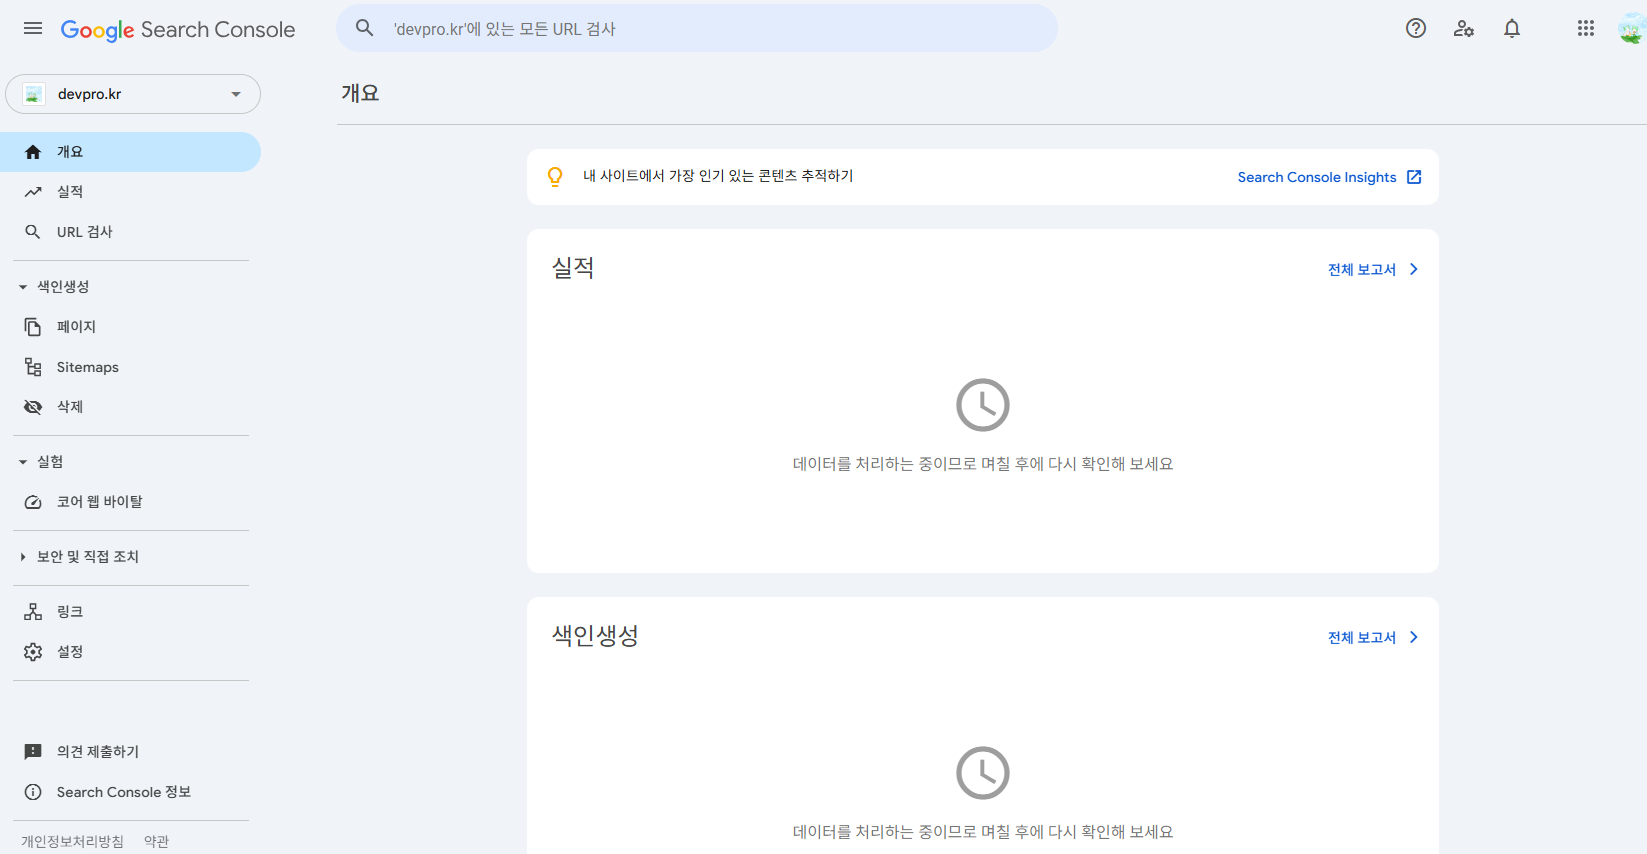 Google Search Console
'devpro.kr'에 있는 모든 URL 검사
devpro.kr
개요
실적
URL 검사
색인생성
페이지
Sitemaps
삭제
실험
코어 웹 바이탈
보안 및 직접 조치
링크
설정
의견 제출하기
Search Console 정보
개인정보처리방침 약관
개요
내 사이트에서 가장 인기 있는 콘텐츠 추적하기 Search Console Insights
실적 전체 보고서
데이터를 처리하는 중이므로 며칠 후에 다시 확인해 보세요
색인생성 전체 보고서
데이터를 처리하는 중이므로 며칠 후에 다시 확인해 보세요